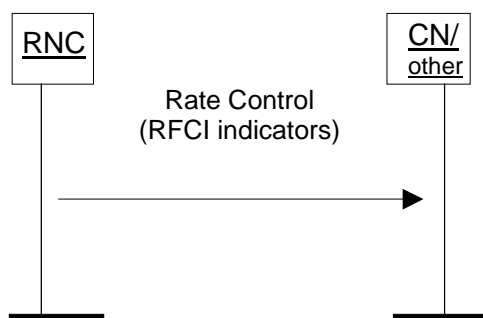 RNC
CN/
other
Rate Control
(RFCI indicators)